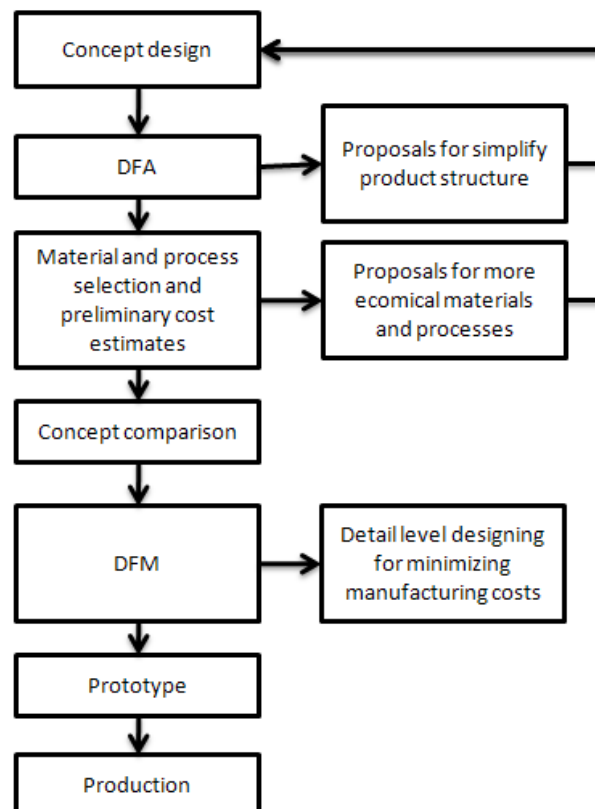 Concept design
DFA
Proposals for simplify
product structure
Material and process
selection and
preliminary cost
estimates
Proposals for more
ecomical materials
and processes
Concept comparison
DFM
Detail level designing
for minimizing
manufacturing costs
Prototype
Production